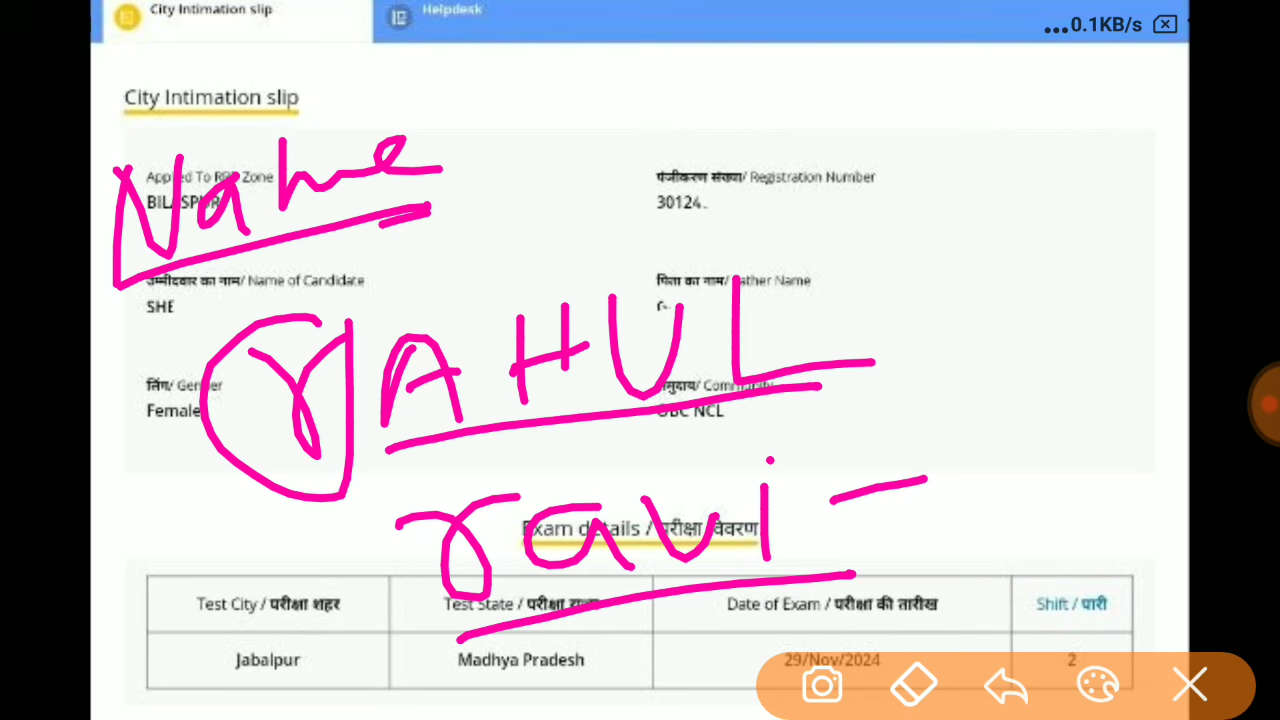 City Intimation slip Helpdesk
...0.1KB/s
City Intimation slip
Name
Applied To RRB Zone पंजीकरण संख्या/ Registration Number
BILASPUR 30124.
उम्मीदवार का नाम/ Name of Candidate पिता का नाम/ Father Name
SHE
RAHUL
लिंग/ Gender समुदाय/ Community
Female OBC NCL
ravi -
Exam details / परीक्षा विवरण
Test City / परीक्षा शहर Test State / परीक्षा राज्य Date of Exam / परीक्षा की तारीख Shift / पारी
Jabalpur Madhya Pradesh 29/Nov/2024 2